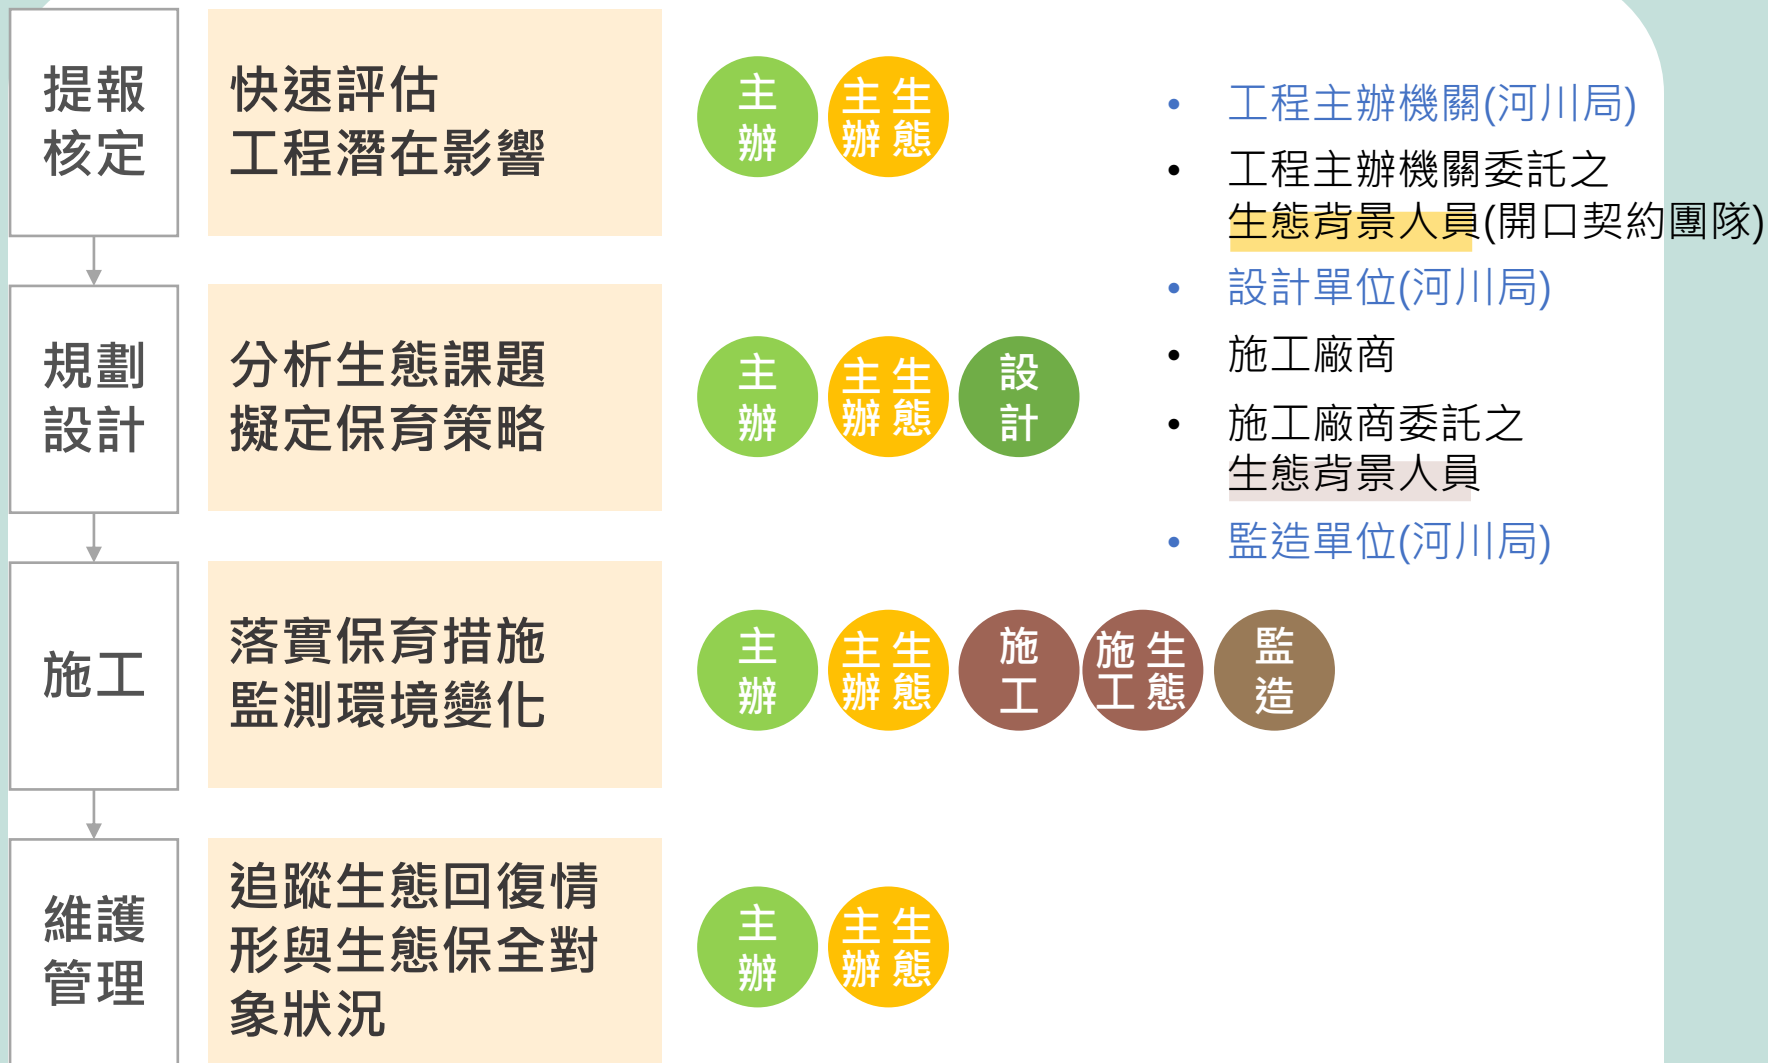 提報
核定
快速評估
工程潛在影響
主
辦
主辦
生態
規劃
設計
分析生態課題
擬定保育策略
主
辦
主辦
生態
設
計
施工
落實保育措施
監測環境變化
主
辦
主辦
生態
施
工
施工
生態
監
造
維護
管理
追蹤生態回復情
形與生態保全對
象狀況
主
辦
主辦
生態
• 工程主辦機關(河川局)
• 工程主辦機關委託之
生態背景人員(開口契約團隊)
• 設計單位(河川局)
• 施工廠商
• 施工廠商委託之
生態背景人員
• 監造單位(河川局)